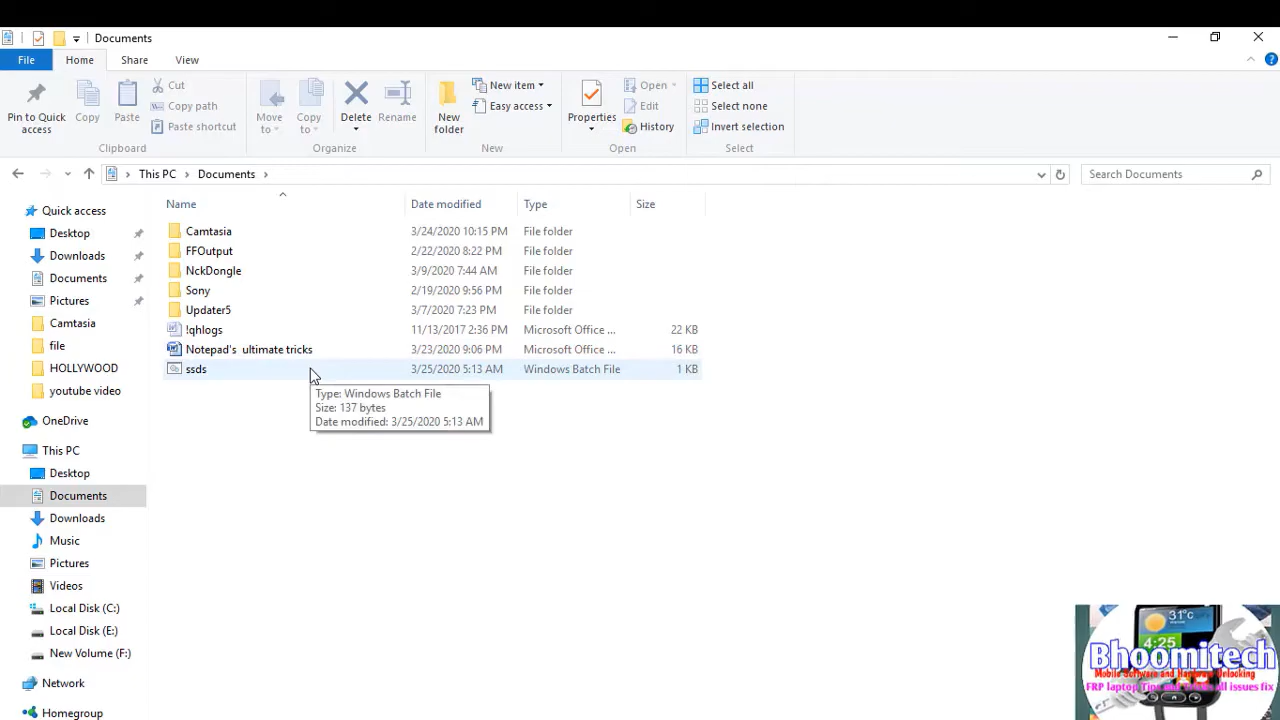 Documents
File Home Share View
Pin to Quick access
Copy
Paste
Cut
Copy path
Paste shortcut
Clipboard
Move to
Copy to
Delete
Rename
Organize
New folder
New item
Easy access
New
Properties
Open
Edit
History
Open
Select all
Select none
Invert selection
Select
This PC Documents
Search Documents
Name Date modified Type Size
Camtasia 3/24/2020 10:15 PM File folder
FFOutput 2/22/2020 8:22 PM File folder
NckDongle 3/9/2020 7:44 AM File folder
Sony 2/19/2020 9:56 PM File folder
Updater5 3/7/2020 7:23 PM File folder
!qhlogs 11/13/2017 2:36 PM Microsoft Office ... 22 KB
Notepad's ultimate tricks 3/23/2020 9:06 PM Microsoft Office ... 16 KB
ssds 3/25/2020 5:13 AM Windows Batch File 1 KB
Type: Windows Batch File
Size: 137 bytes
Date modified: 3/25/2020 5:13 AM
Quick access
Desktop
Downloads
Documents
Pictures
Camtasia
file
HOLLYWOOD
youtube video
OneDrive
This PC
Desktop
Documents
Downloads
Music
Pictures
Videos
Local Disk (C:)
Local Disk (E:)
New Volume (F:)
Network
Homegroup
31°C
4:25
Bhoomitech
Mobile Software and Hardware Unlocking